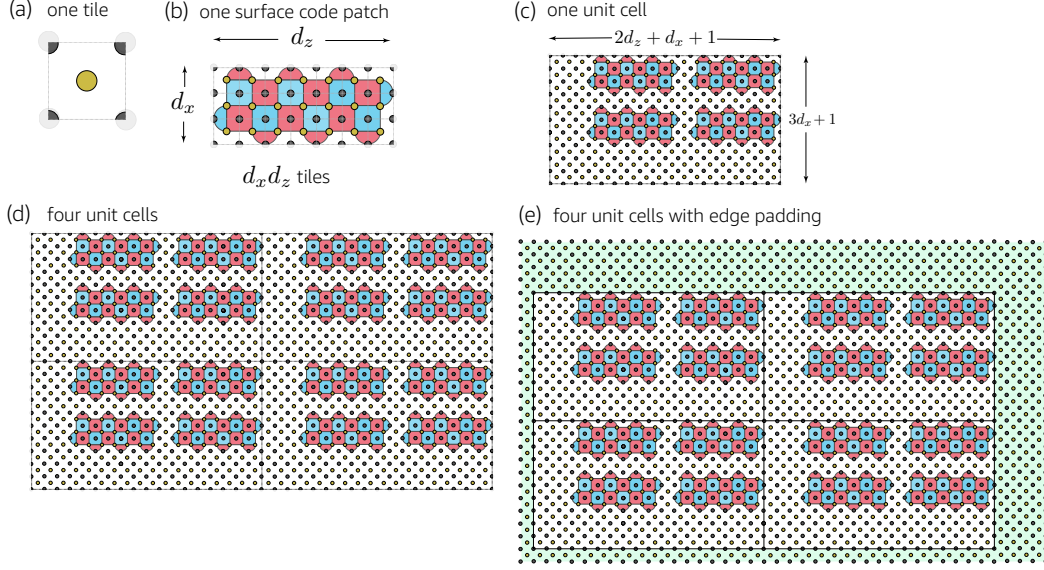 (a) one tile
(b) one surface code patch
d_z
d_x
d_x d_z tiles
(c) one unit cell
2d_z + d_x + 1
3d_x + 1
(d) four unit cells
(e) four unit cells with edge padding